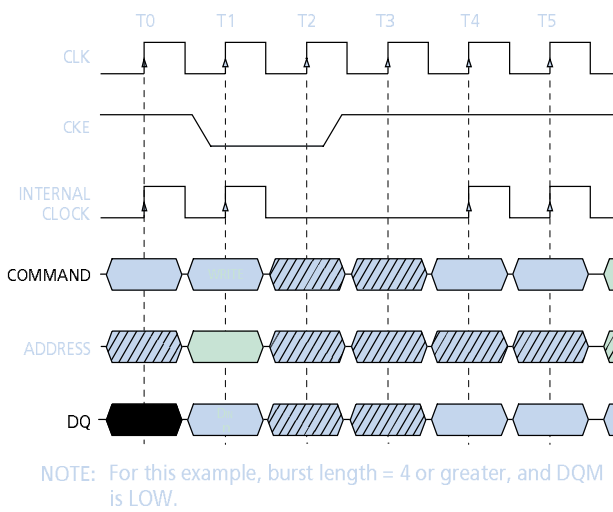 T0 T1 T2 T3 T4 T5
CLK
CKE
INTERNAL
CLOCK
COMMAND
ADDRESS
DQ
NOTE: For this example, burst length = 4 or greater, and DQM
is LOW.